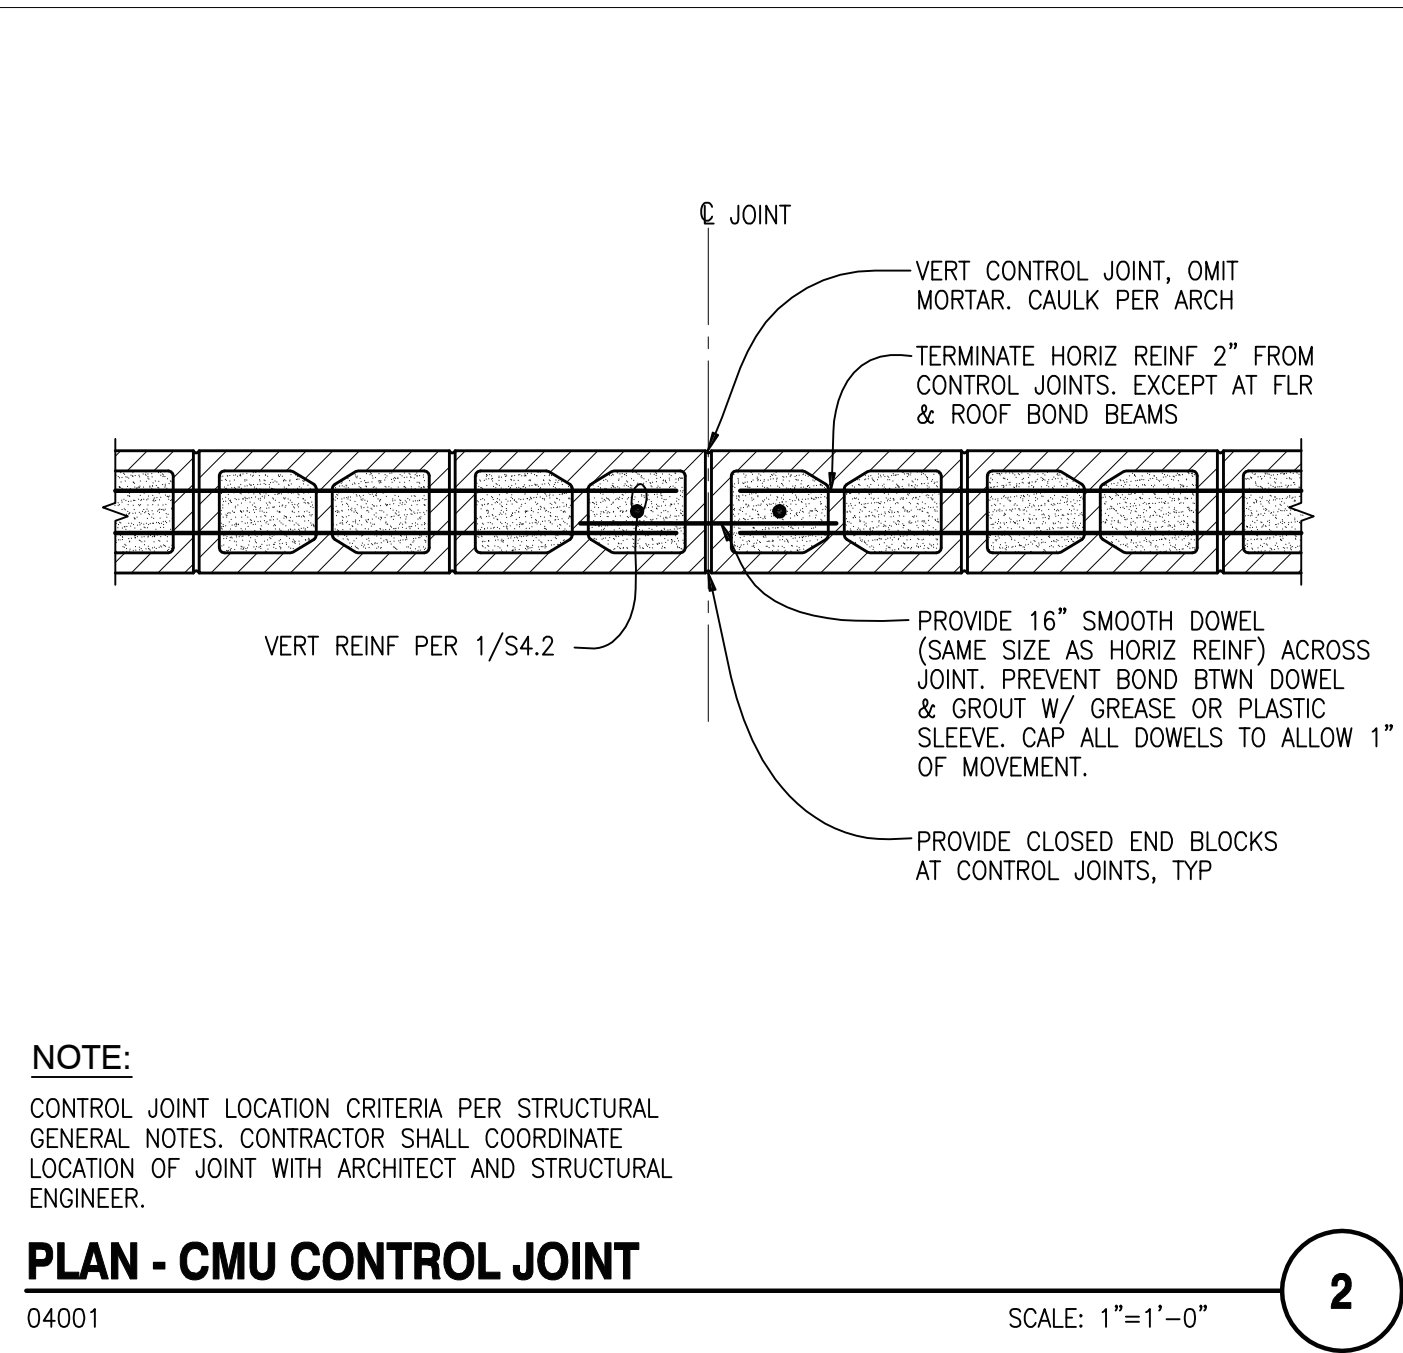 ℄ JOINT
VERT CONTROL JOINT, OMIT
MORTAR. CAULK PER ARCH
TERMINATE HORIZ REINF 2” FROM
CONTROL JOINTS. EXCEPT AT FLR
& ROOF BOND BEAMS
VERT REINF PER 1/S4.2
PROVIDE 16” SMOOTH DOWEL
(SAME SIZE AS HORIZ REINF) ACROSS
JOINT. PREVENT BOND BTWN DOWEL
& GROUT W/ GREASE OR PLASTIC
SLEEVE. CAP ALL DOWELS TO ALLOW 1”
OF MOVEMENT.
PROVIDE CLOSED END BLOCKS
AT CONTROL JOINTS, TYP
NOTE:
CONTROL JOINT LOCATION CRITERIA PER STRUCTURAL
GENERAL NOTES. CONTRACTOR SHALL COORDINATE
LOCATION OF JOINT WITH ARCHITECT AND STRUCTURAL
ENGINEER.
PLAN - CMU CONTROL JOINT
2
04001
SCALE: 1”=1’-0”